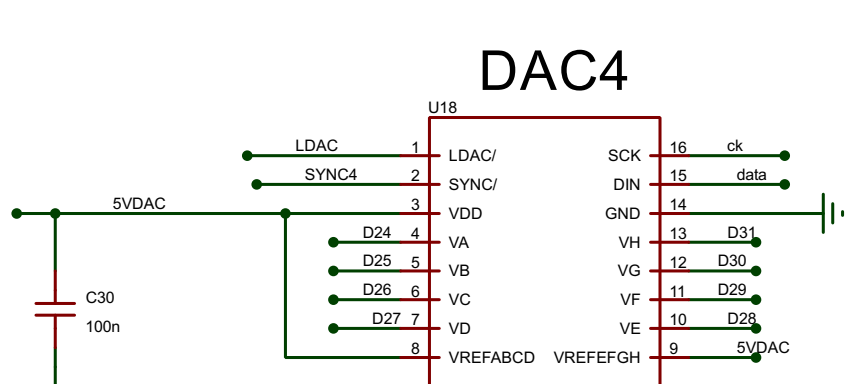 DAC4
U18
LDAC 1 LDAC/ SCK 16 ck
SYNC4 2 SYNC/ DIN 15 data
5VDAC 3 VDD GND 14
D24 4 VA VH 13 D31
D25 5 VB VG 12 D30
D26 6 VC VF 11 D29
D27 7 VD VE 10 D28
8 VREFABCD VREFEFGH 9 5VDAC
C30
100n